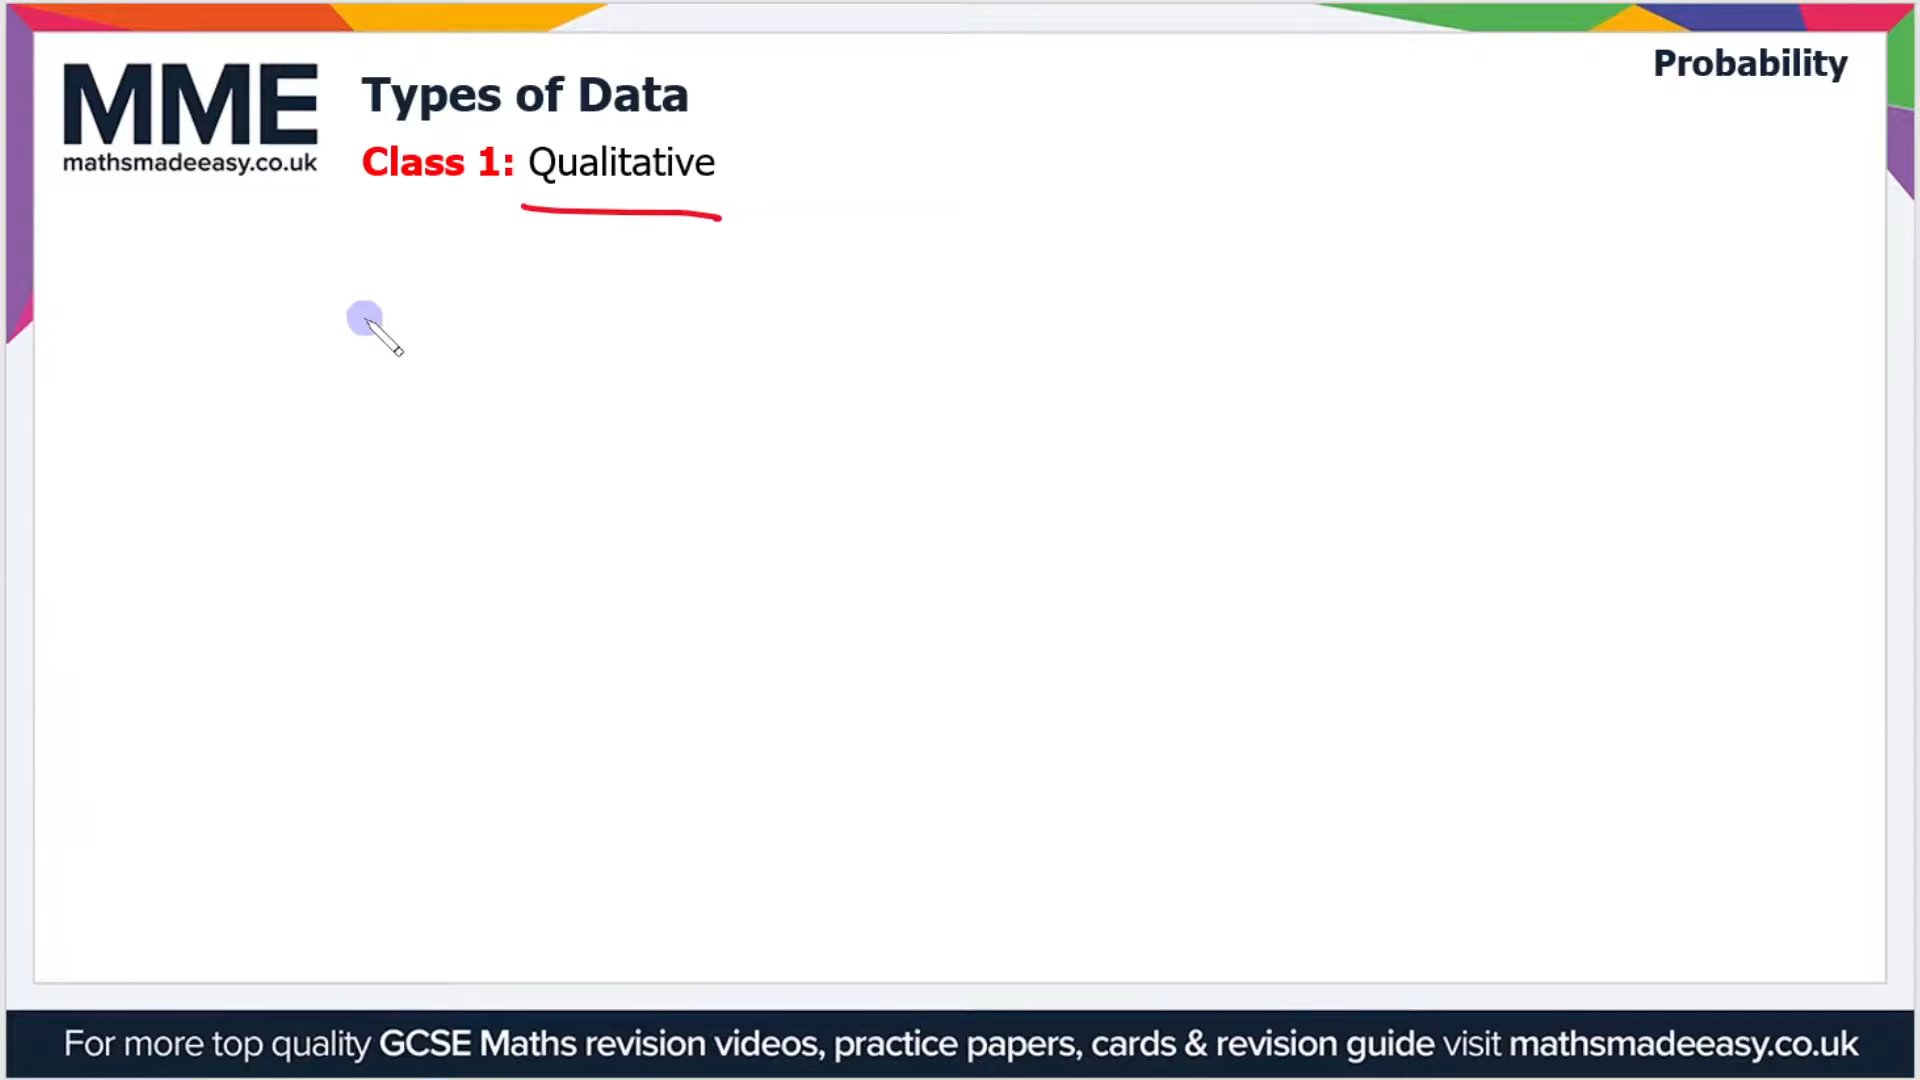 Probability
MME
mathsmadeeasy.co.uk
Types of Data
Class 1: Qualitative
For more top quality GCSE Maths revision videos, practice papers, cards & revision guide visit mathsmadeeasy.co.uk